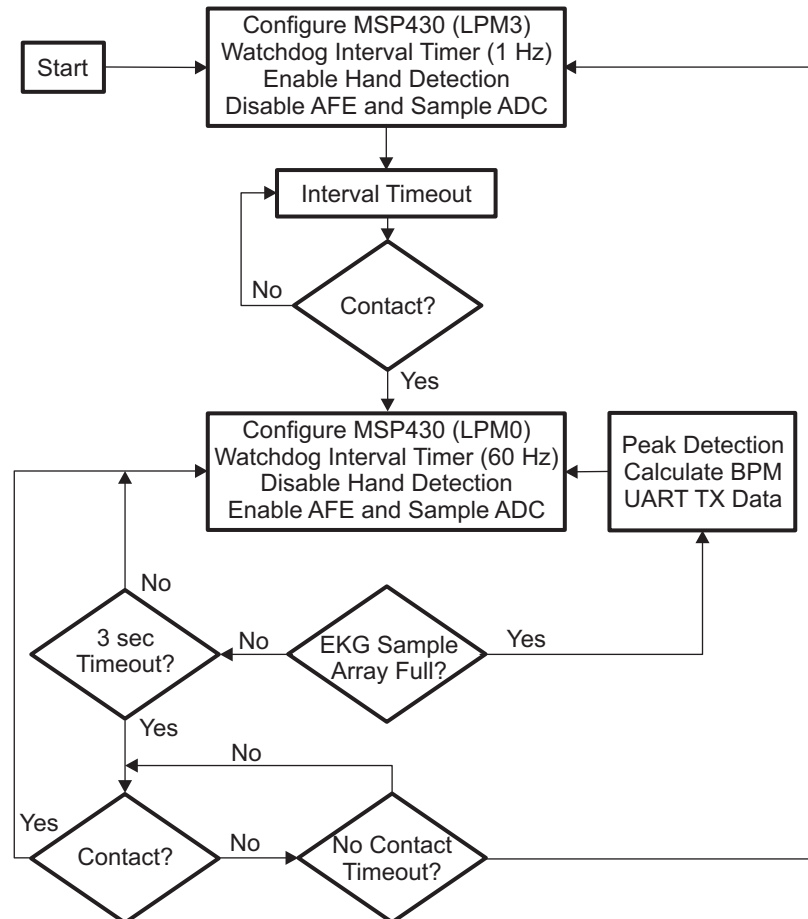 Start
Configure MSP430 (LPM3)
Watchdog Interval Timer (1 Hz)
Enable Hand Detection
Disable AFE and Sample ADC
Interval Timeout
No
Contact?
Yes
Configure MSP430 (LPM0)
Watchdog Interval Timer (60 Hz)
Disable Hand Detection
Enable AFE and Sample ADC
Peak Detection
Calculate BPM
UART TX Data
No
3 sec
Timeout?
No
EKG Sample
Array Full?
Yes
Yes
No
Yes
Contact?
No
No Contact
Timeout?